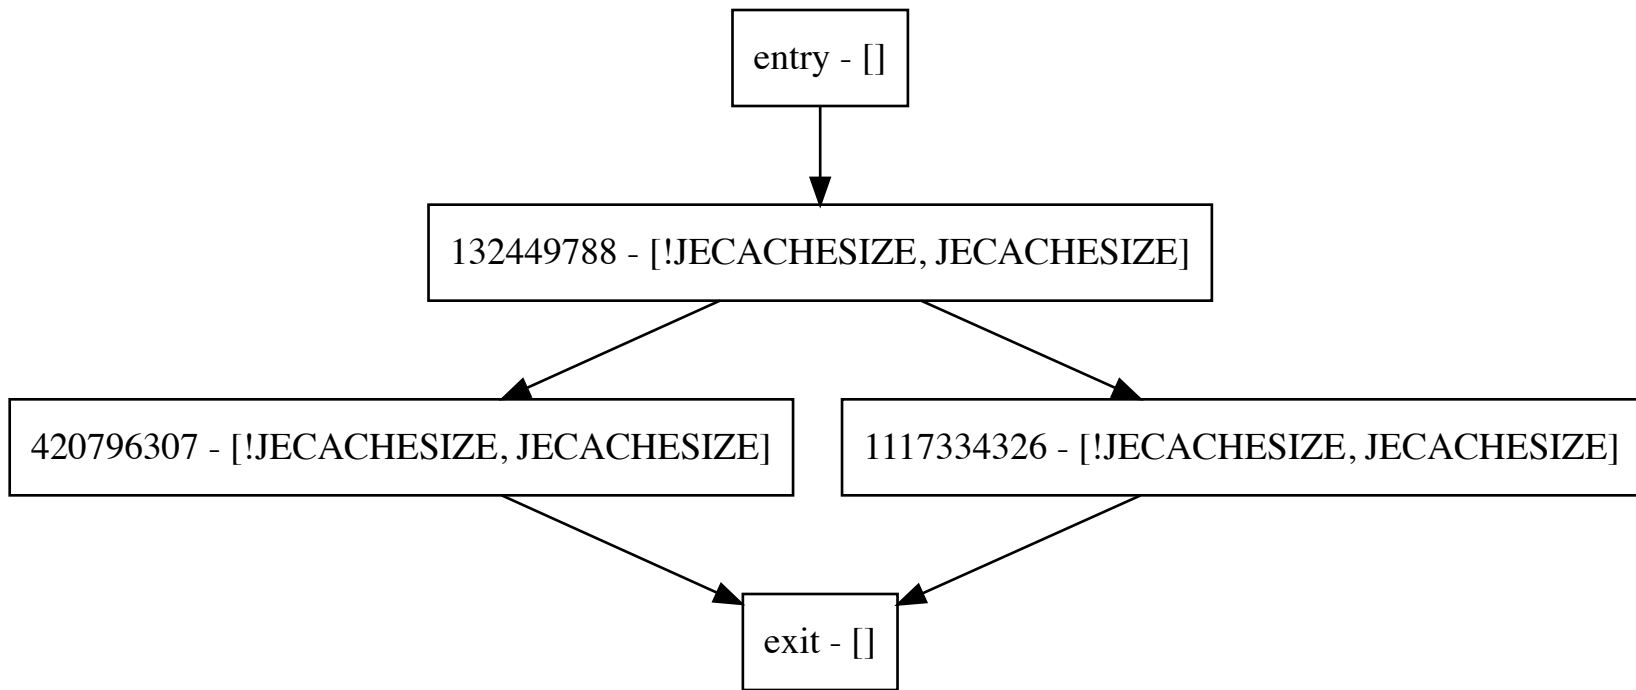 entry - []
132449788 - [!JECACHESIZE, JECACHESIZE]
420796307 - [!JECACHESIZE, JECACHESIZE]
1117334326 - [!JECACHESIZE, JECACHESIZE]
exit - []